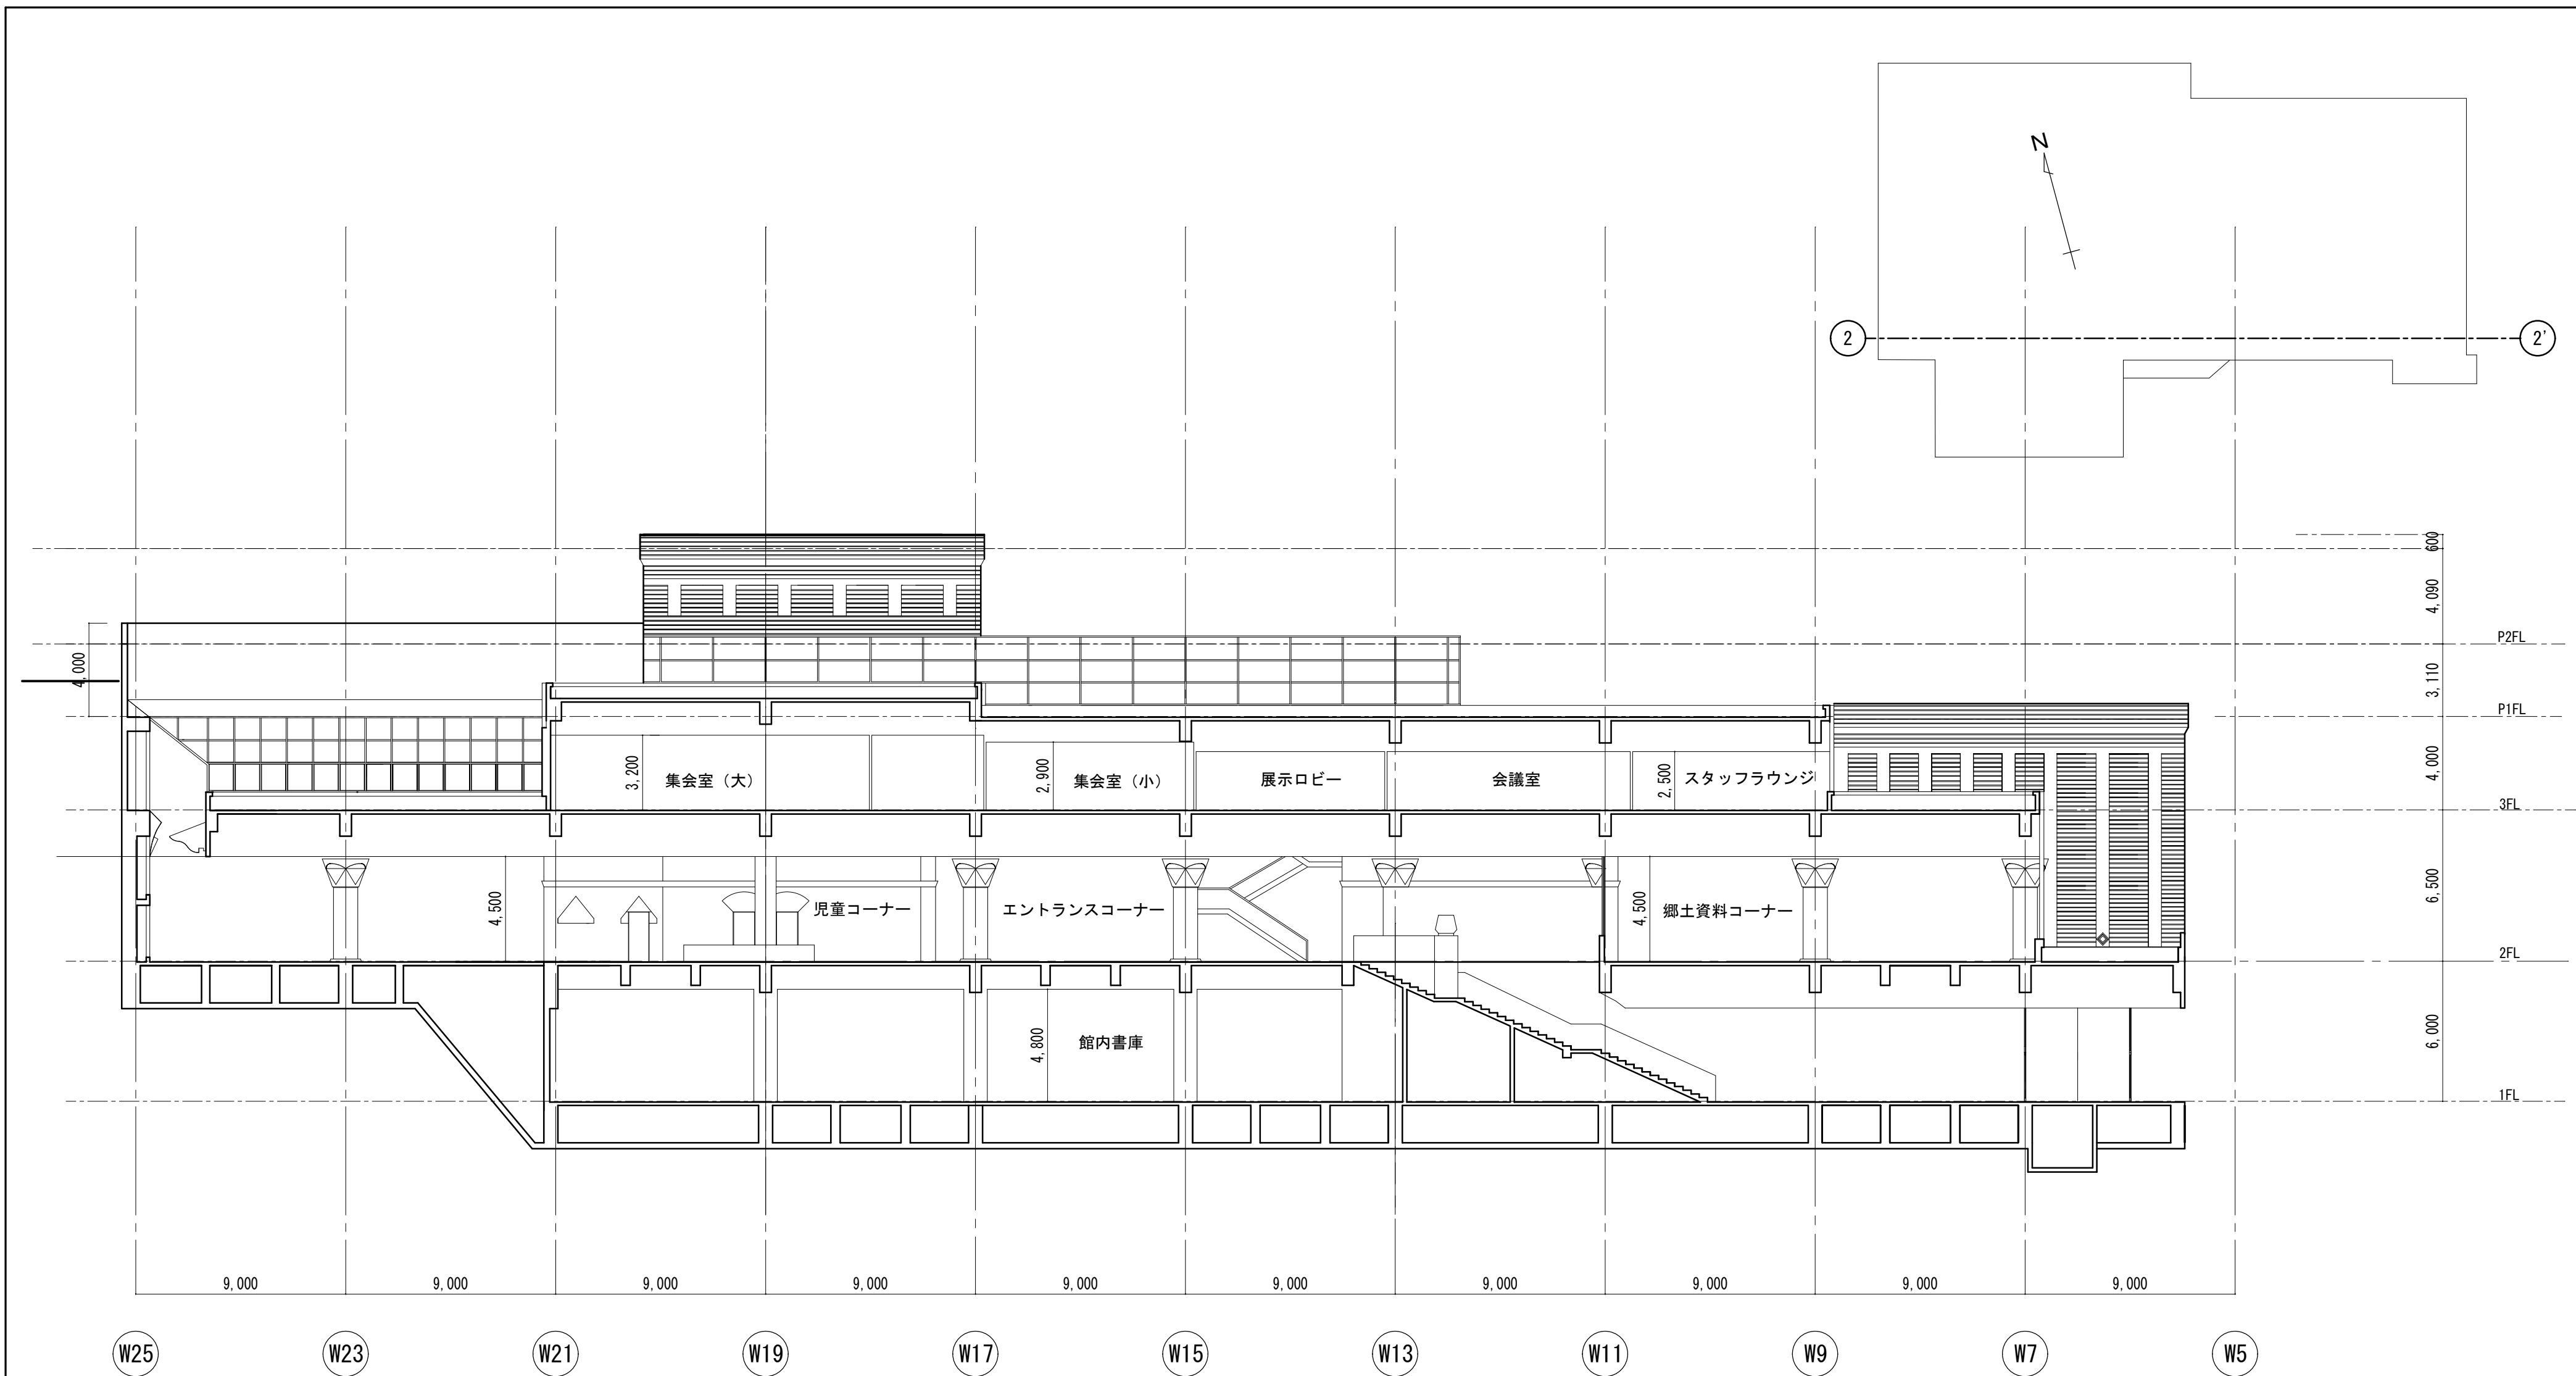 N
2
2'
600
4,090
P2FL
4,000
3,110
P1FL
3,200
集会室（大）
2,900
集会室（小）
展示ロビー
会議室
2,500
スタッフラウンジ
4,000
3FL
4,500
児童コーナー
エントランスコーナー
4,500
郷土資料コーナー
6,500
2FL
4,800
館内書庫
6,000
1FL
9,000 9,000 9,000 9,000 9,000 9,000 9,000 9,000 9,000 9,000
W25 W23 W21 W19 W17 W15 W13 W11 W9 W7 W5